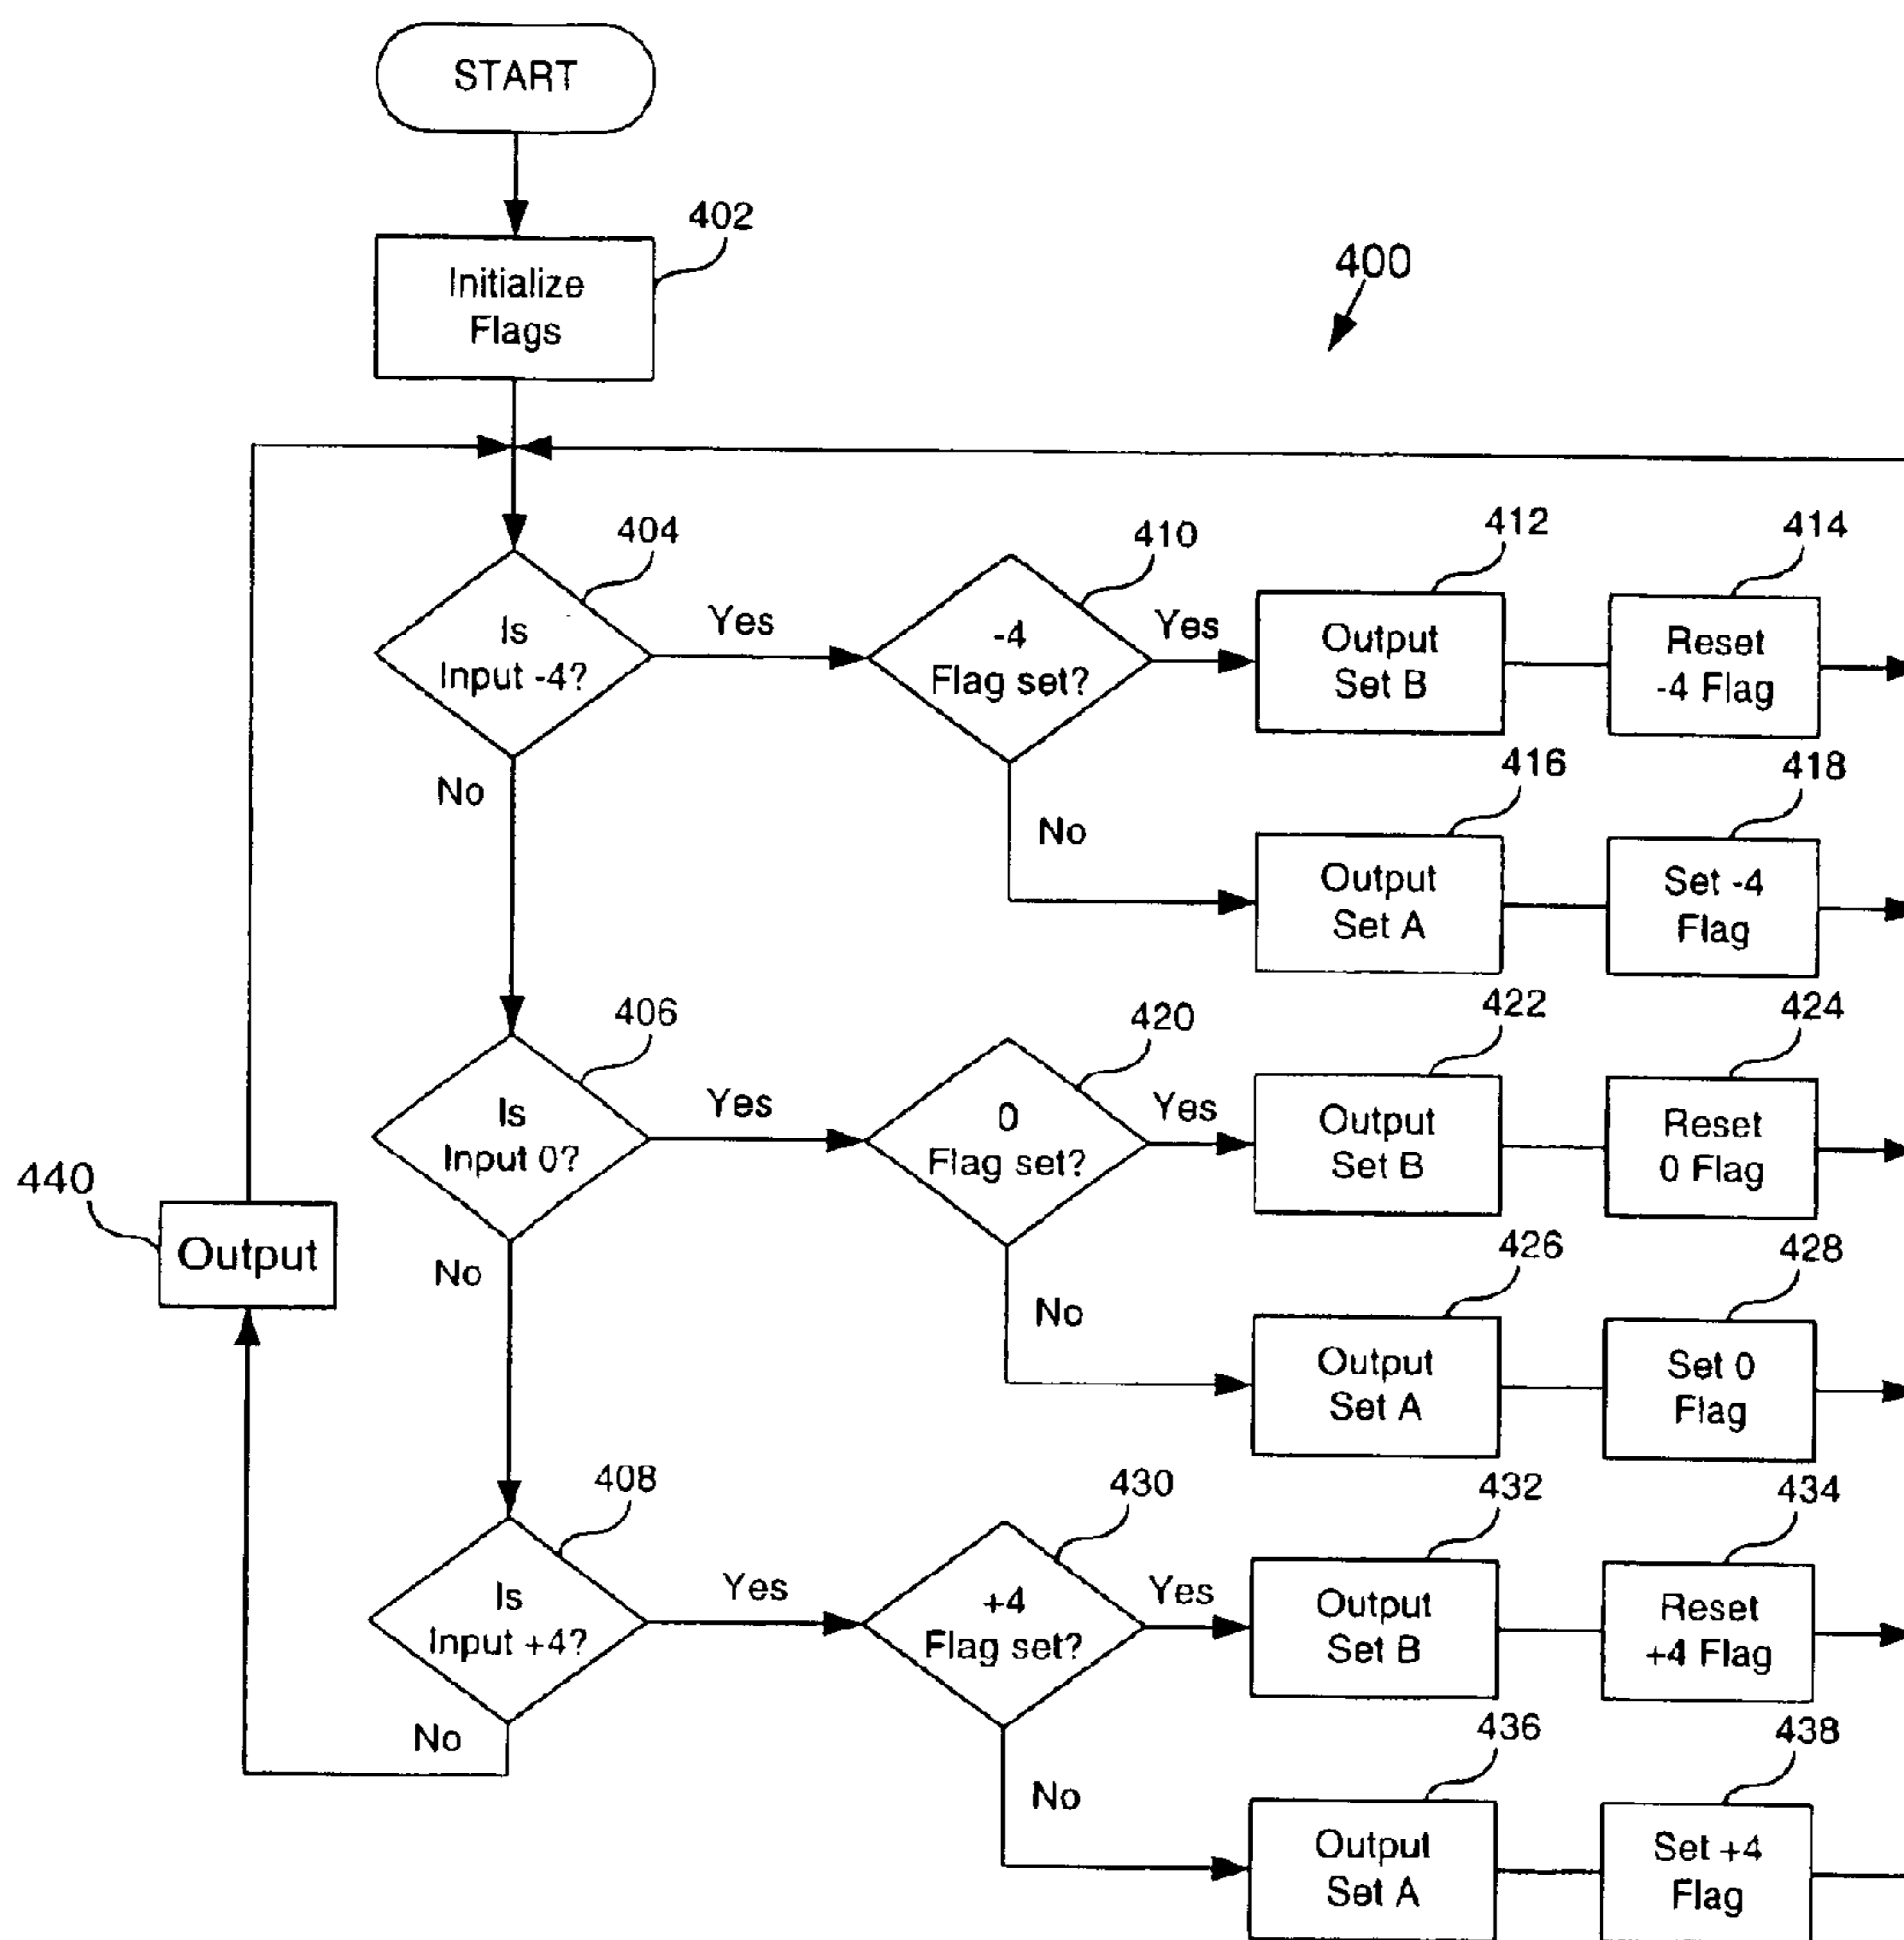 START
402
Initialize
Flags
400
404
410
412
414
Is
Input -4?
Yes
-4
Flag set?
Yes
Output
Set B
Reset
-4 Flag
No
416
418
No
Output
Set A
Set -4
Flag
406
420
422
424
Is
Input 0?
Yes
0
Flag set?
Yes
Output
Set B
Reset
0 Flag
440
Output
No
426
428
No
Output
Set A
Set 0
Flag
408
430
432
434
Is
Input +4?
Yes
+4
Flag set?
Yes
Output
Set B
Reset
+4 Flag
No
436
438
No
Output
Set A
Set +4
Flag